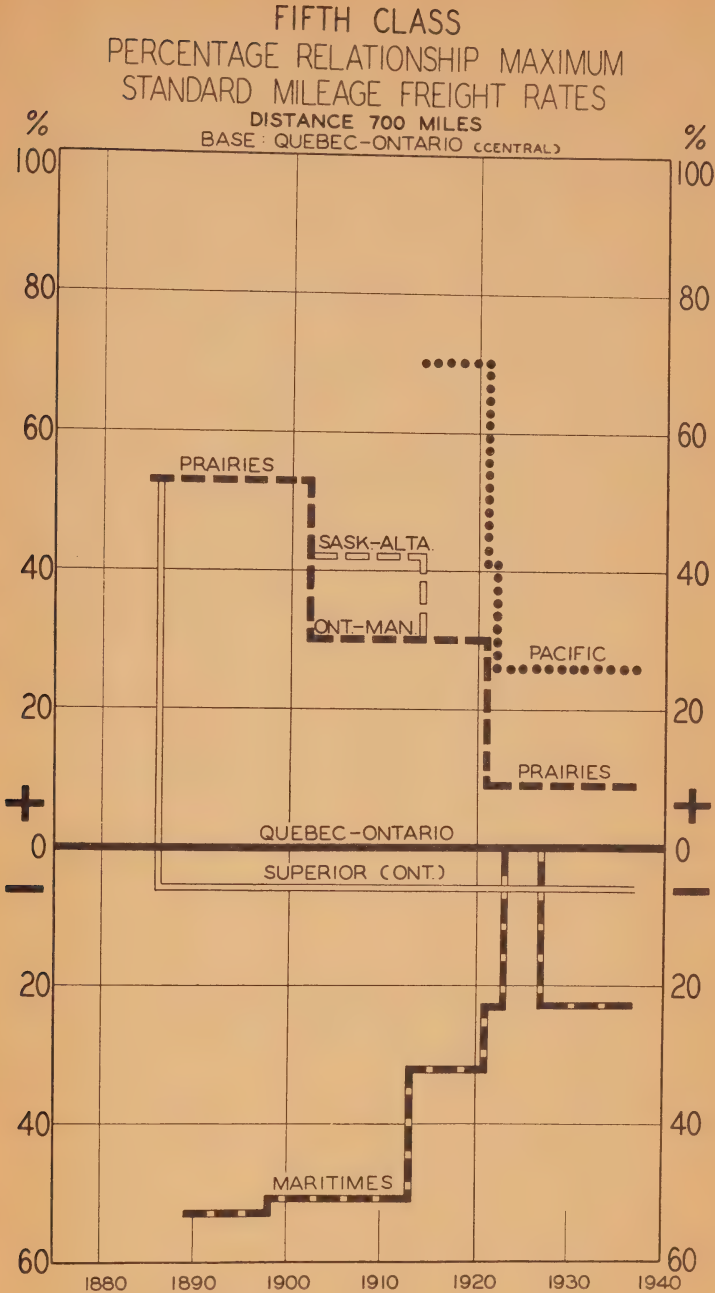 FIFTH CLASS
PERCENTAGE RELATIONSHIP MAXIMUM
STANDARD MILEAGE FREIGHT RATES
DISTANCE 700 MILES
BASE : QUEBEC-ONTARIO (CENTRAL)
% %
100 100
80 80
60 60
PRAIRIES
SASK-ALTA.
40 40
ONT.-MAN.
PACIFIC
20 20
PRAIRIES
+ +
QUEBEC-ONTARIO
0 0
SUPERIOR (ONT.)
− −
20 20
40 40
MARITIMES
60 60
1880 1890 1900 1910 1920 1930 1940